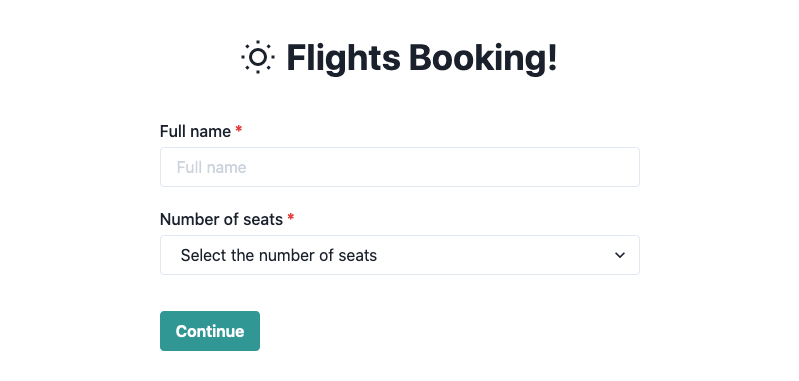 Flights Booking!
Full name *
Full name
Number of seats *
Select the number of seats
Continue